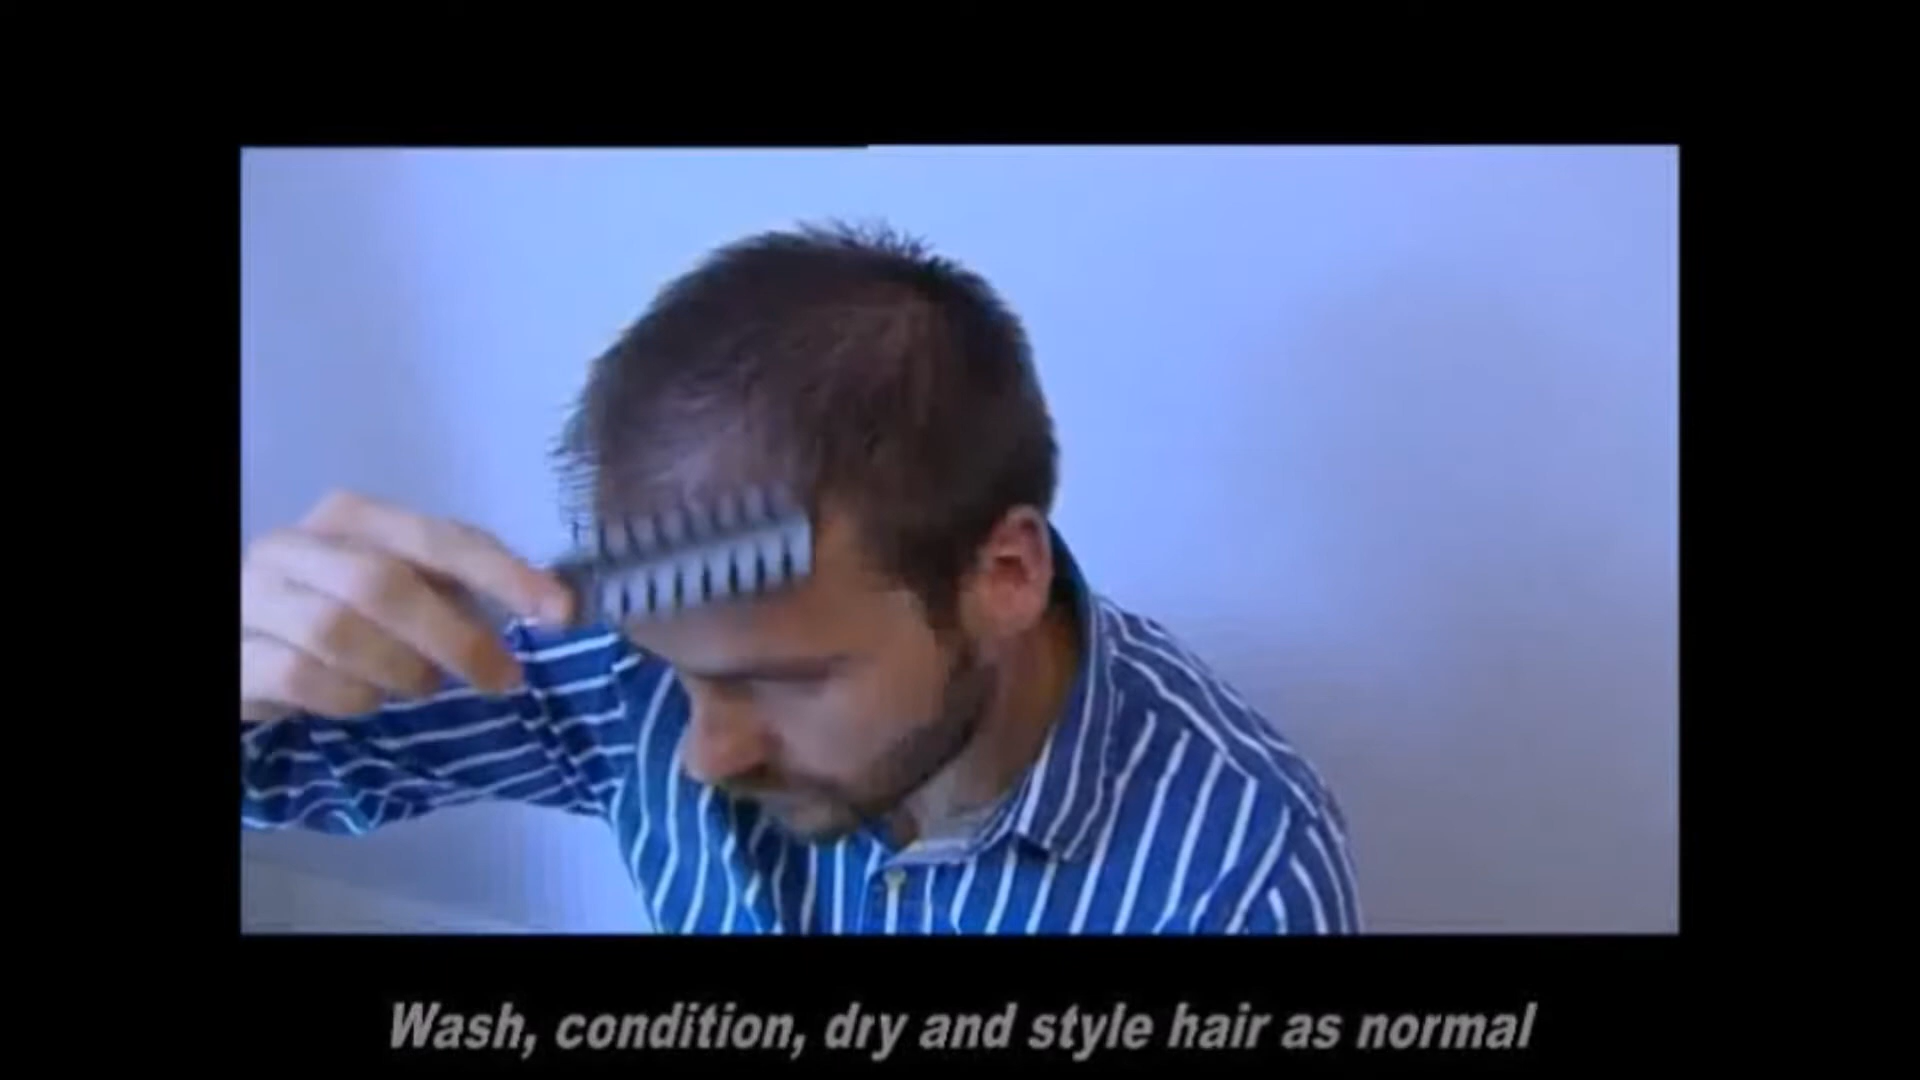 Wash, condition, dry and style hair as normal